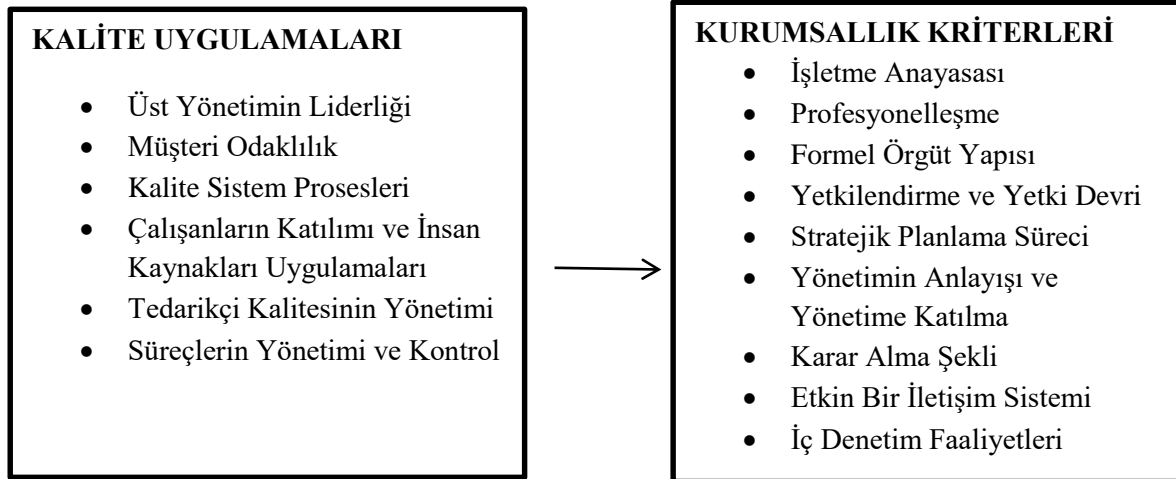 KALİTE UYGULAMALARI
• Üst Yönetimin Liderliği
• Müşteri Odaklılık
• Kalite Sistem Prosesleri
• Çalışanların Katılımı ve İnsan
Kaynakları Uygulamaları
• Tedarikçi Kalitesinin Yönetimi
• Süreçlerin Yönetimi ve Kontrol
KURUMSALLIK KRİTERLERİ
• İşletme Anayasası
• Profesyonelleşme
• Formel Örgüt Yapısı
• Yetkilendirme ve Yetki Devri
• Stratejik Planlama Süreci
• Yönetimin Anlayışı ve
Yönetime Katılma
• Karar Alma Şekli
• Etkin Bir İletişim Sistemi
• İç Denetim Faaliyetleri